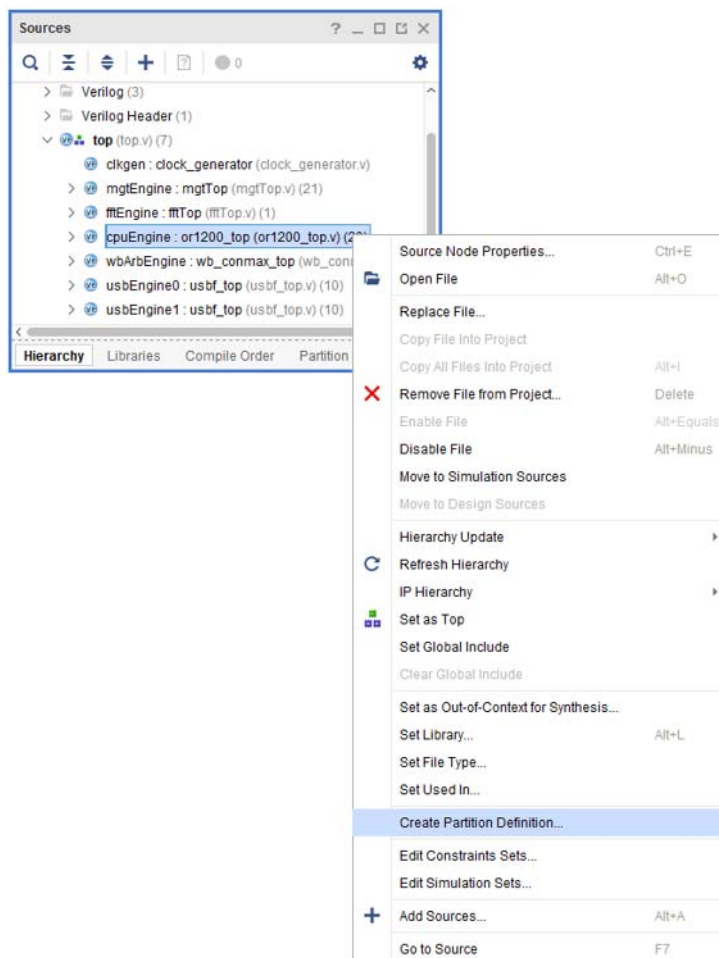 Sources
0
Verilog (3)
Verilog Header (1)
top (top.v) (7)
clkgen : clock_generator (clock_generator.v)
mgtEngine : mgtTop (mgtTop.v) (21)
fftEngine : fftTop (fftTop.v) (1)
cpuEngine : or1200_top (or1200_top.v)
wbArbEngine : wb_conmax_top
usbEngine0 : usbf_top (usbf_top.v) (10)
usbEngine1 : usbf_top (usbf_top.v) (10)
Hierarchy Libraries Compile Order Partition
Source Node Properties... Ctrl+E
Open File Alt+O
Replace File...
Copy File Into Project
Copy All Files Into Project Alt+I
Remove File from Project... Delete
Enable File Alt+Equals
Disable File Alt+Minus
Move to Simulation Sources
Move to Design Sources
Hierarchy Update
Refresh Hierarchy
IP Hierarchy
Set as Top
Set Global Include
Clear Global Include
Set as Out-of-Context for Synthesis...
Set Library... Alt+L
Set File Type...
Set Used In...
Create Partition Definition...
Edit Constraints Sets...
Edit Simulation Sets...
Add Sources... Alt+A
Go to Source F7